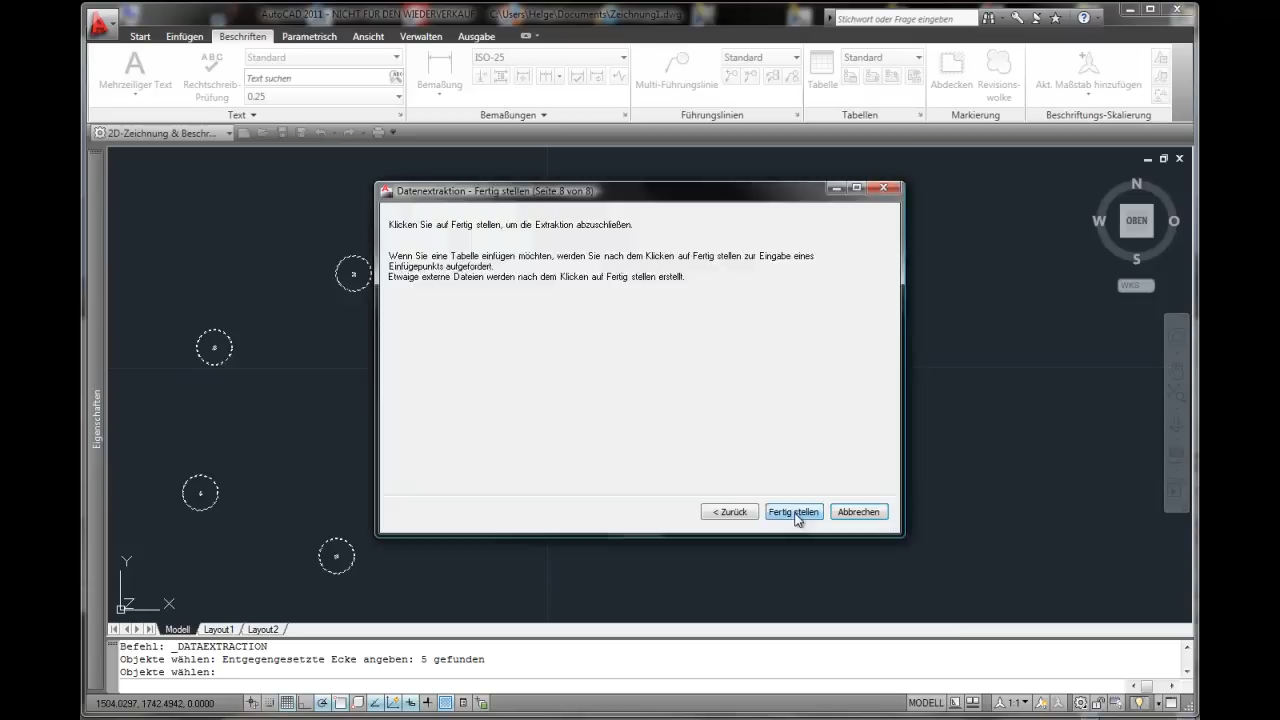 AutoCAD 2011 - NICHT FÜR DEN WIEDERVERKAUF C:\Users\Helge\Documents\Zeichnung1.dwg
Stichwort oder Frage eingeben
Start Einfügen Beschriften Parametrisch Ansicht Verwalten Ausgabe
Mehrzeiliger Text
ABC
Rechtschreib-
Prüfung
Standard
Text suchen
0.25
Text
Bemaßung
ISO-25
Bemaßungen
Multi-Führungslinie
Standard
Führungslinien
Tabelle
Standard
Tabellen
Abdecken
Revisions-
wolke
Markierung
Akt. Maßstab hinzufügen
Beschriftungs-Skalierung
2D-Zeichnung & Beschr...
Eigenschaften
N
W OBEN O
S
WKS
Datenextraktion - Fertig stellen (Seite 8 von 8)
Klicken Sie auf Fertig stellen, um die Extraktion abzuschließen.
Wenn Sie eine Tabelle einfügen möchten, werden Sie nach dem Klicken auf Fertig stellen zur Eingabe eines
Einfügepunkts aufgefordert.
Etwaige externe Dateien werden nach dem Klicken auf Fertig stellen erstellt.
< Zurück Fertig stellen Abbrechen
Y
Z X
Modell Layout1 Layout2
Befehl: _DATAEXTRACTION
Objekte wählen: Entgegengesetzte Ecke angeben: 5 gefunden
Objekte wählen:
1504.0297, 1742.4942, 0.0000
MODELL
1:1